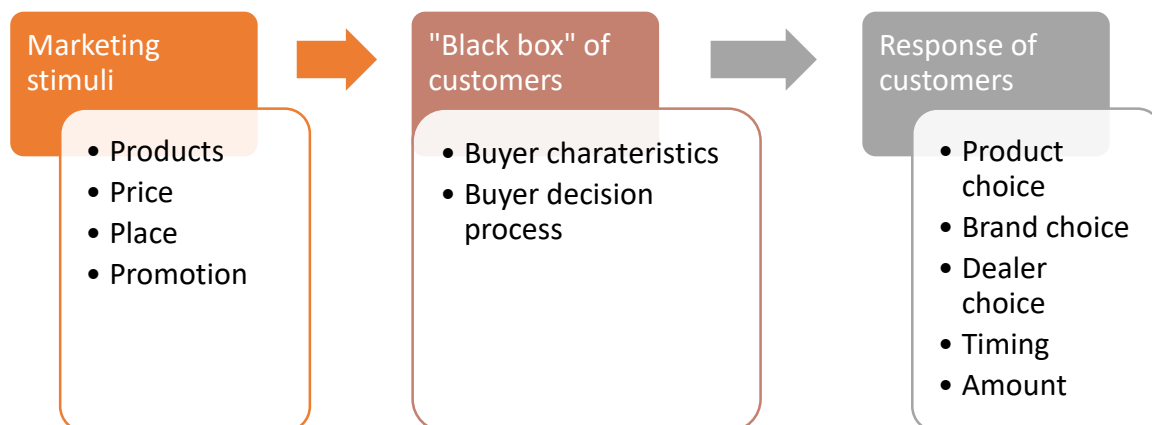 Marketing
stimuli
• Products
• Price
• Place
• Promotion
"Black box" of
customers
• Buyer charateristics
• Buyer decision
process
Response of
customers
• Product
choice
• Brand choice
• Dealer
choice
• Timing
• Amount